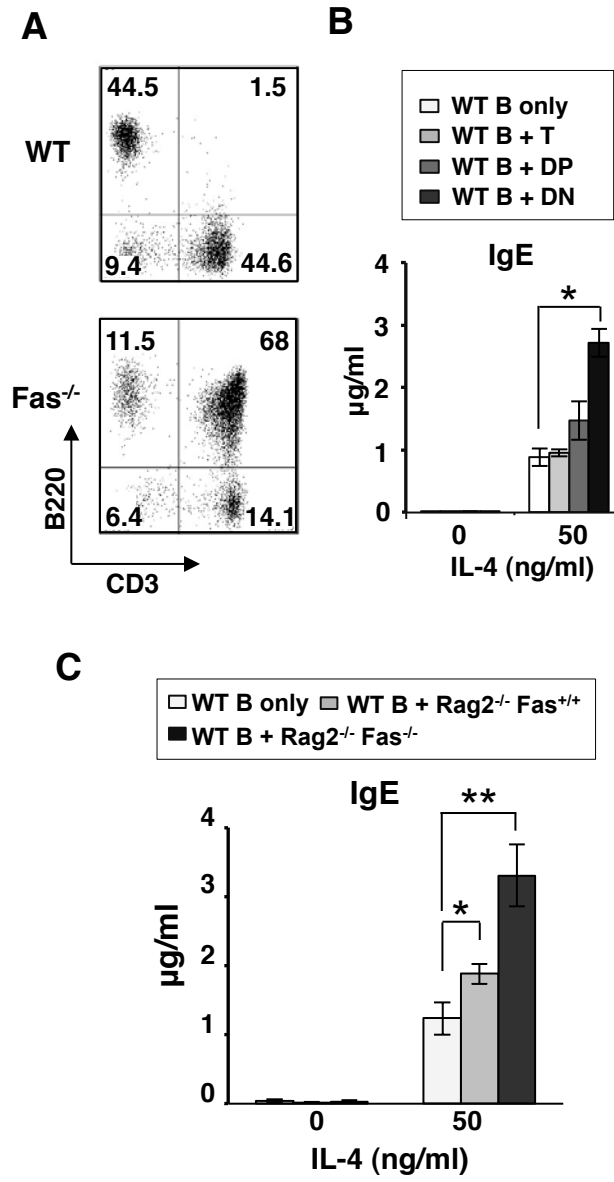 A
44.5 1.5
WT
9.4 44.6
11.5 68
Fas-/-
6.4 14.1
B220
CD3
B
WT B only
WT B + T
WT B + DP
WT B + DN
IgE
*
4
3
2
1
0
µg/ml
0 50
IL-4 (ng/ml)
C
WT B only WT B + Rag2-/- Fas+/+
WT B + Rag2-/- Fas-/-
IgE
**
*
4
3
2
1
0
µg/ml
0 50
IL-4 (ng/ml)